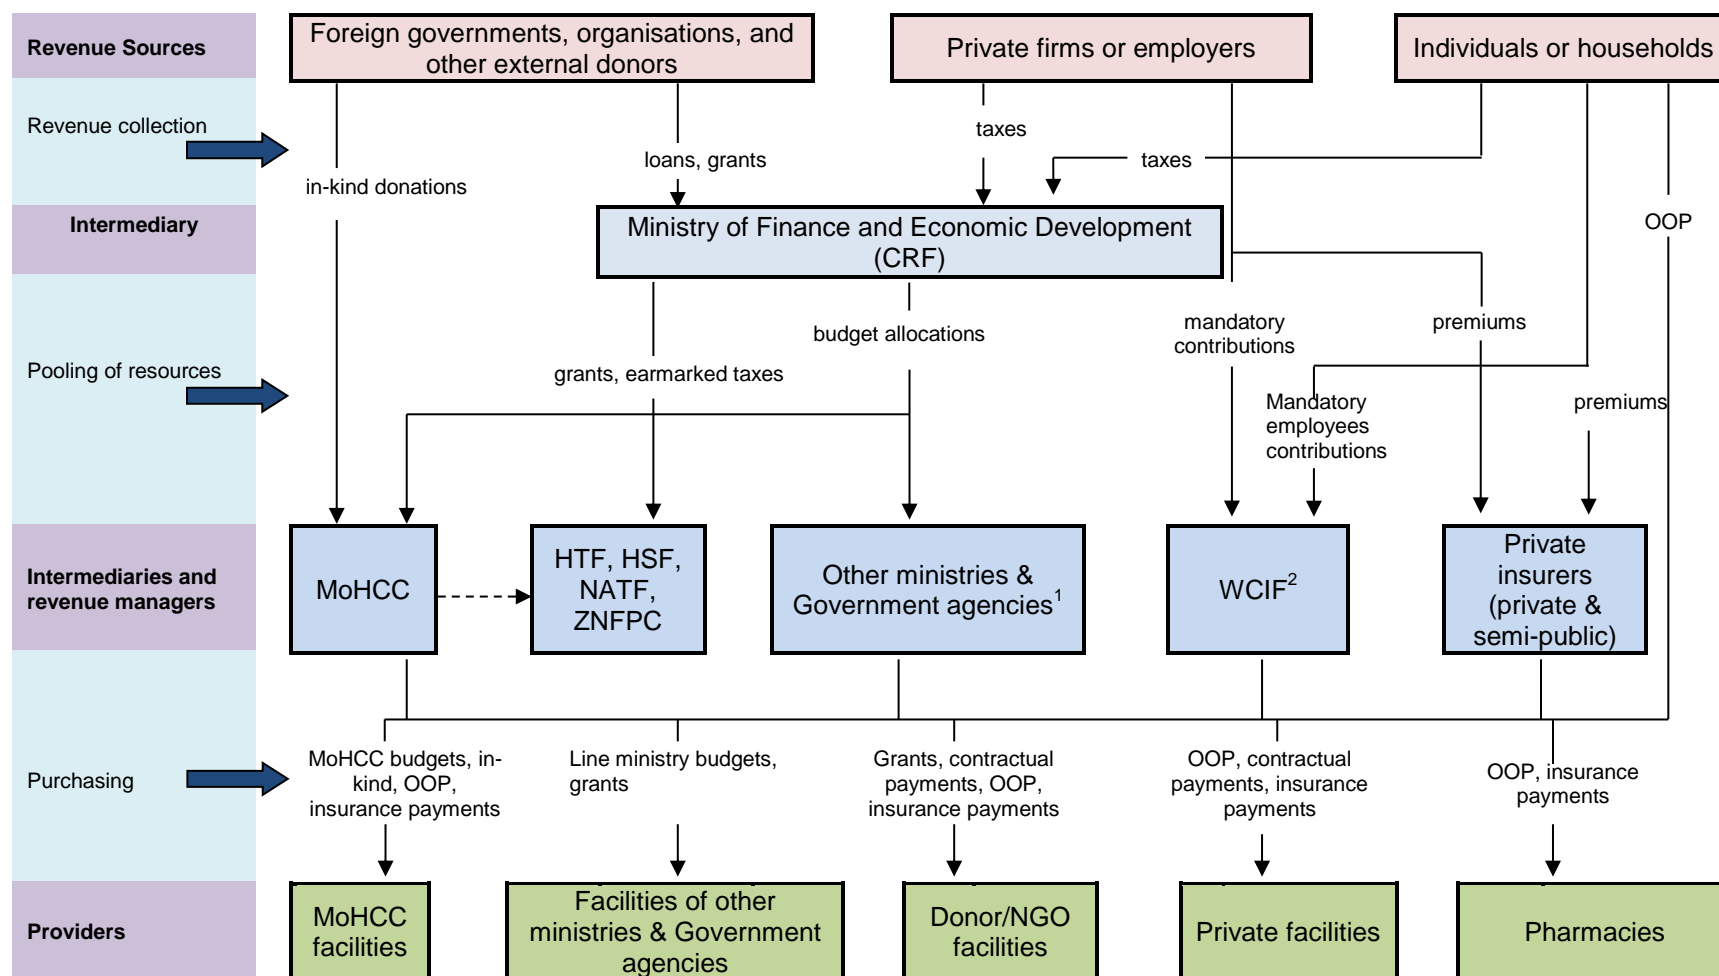 Revenue Sources
Foreign governments, organisations, and
other external donors
Private firms or employers
Individuals or households
Revenue collection
taxes
loans, grants
taxes
in-kind donations
Intermediary
Ministry of Finance and Economic Development
(CRF)
OOP
budget allocations
mandatory
contributions
premiums
Pooling of resources
grants, earmarked taxes
Mandatory
employees
contributions
premiums
Intermediaries and
revenue managers
MoHCC
HTF, HSF,
NATF,
ZNFPC
Other ministries &
Government agencies1
WCIF2
Private
insurers
(private &
semi-public)
Purchasing
MoHCC budgets, in-
kind, OOP,
insurance payments
Line ministry budgets,
grants
Grants, contractual
payments, OOP,
insurance payments
OOP, contractual
payments, insurance
payments
OOP, insurance
payments
Providers
MoHCC
facilities
Facilities of other
ministries & Government
agencies
Donor/NGO
facilities
Private facilities
Pharmacies